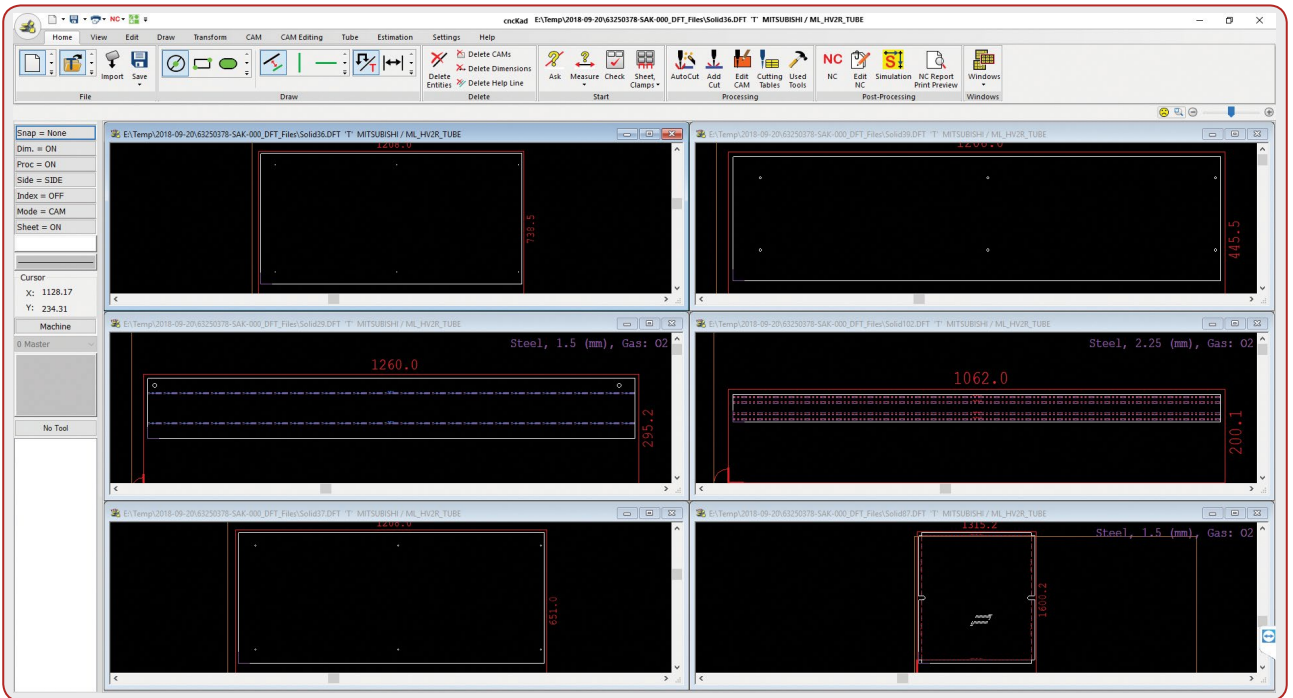 NC
cncKad E:\Temp\2018-09-20\63250378-SAK-000_DFT_Files\Solid36.DFT 'T' MITSUBISHI / ML_HV2R_TUBE
Home View Edit Draw Transform CAM CAM Editing Tube Estimation Settings Help
Import Save
Delete Entities
Delete CAMs
Delete Dimensions
Delete Help Line
Ask Measure Check Sheet, Clamps
AutoCut Add Cut Edit CAM Cutting Tables Used Tools
NC
NC Edit NC Simulation NC Report Print Preview
Windows
File Draw Delete Start Processing Post-Processing Windows
Snap = None
Dim. = ON
Proc = ON
Side = SIDE
Index = OFF
Mode = CAM
Sheet = ON
Cursor
X: 1128.17
Y: 234.31
Machine
0 Master
No Tool
E:\Temp\2018-09-20\63250378-SAK-000_DFT_Files\Solid36.DFT 'T' MITSUBISHI / ML_HV2R_TUBE
1208.0
738.5
E:\Temp\2018-09-20\63250378-SAK-000_DFT_Files\Solid39.DFT 'T' MITSUBISHI / ML_HV2R_TUBE
1208.0
445.5
E:\Temp\2018-09-20\63250378-SAK-000_DFT_Files\Solid29.DFT 'T' MITSUBISHI / ML_HV2R_TUBE
Steel, 1.5 (mm), Gas: O2
1260.0
295.2
E:\Temp\2018-09-20\63250378-SAK-000_DFT_Files\Solid102.DFT 'T' MITSUBISHI / ML_HV2R_TUBE
Steel, 2.25 (mm), Gas: O2
1062.0
200.1
E:\Temp\2018-09-20\63250378-SAK-000_DFT_Files\Solid37.DFT 'T' MITSUBISHI / ML_HV2R_TUBE
1208.0
651.0
E:\Temp\2018-09-20\63250378-SAK-000_DFT_Files\Solid87.DFT 'T' MITSUBISHI / ML_HV2R_TUBE
1315.2
Steel, 1.5 (mm), Gas: O2
1600.2